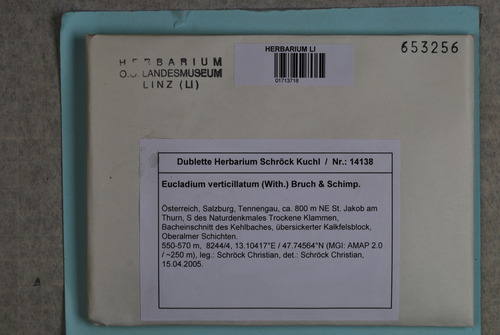 HERBARIUM
O.Ö. LANDESMUSEUM
LINZ (LI)
HERBARIUM LI
01713718
653256
Dublette Herbarium Schröck Kuchl / Nr.: 14138
Eucladium verticillatum (With.) Bruch & Schimp.
Österreich, Salzburg, Tennengau, ca. 800 m NE St. Jakob am
Thurn, S des Naturdenkmales Trockene Klammen,
Bacheinschnitt des Kehlbaches, übersickerter Kalkfelsblock,
Oberalmer Schichten.
550-570 m, 8244/4, 13.10417°E / 47.74564°N (MGI: AMAP 2.0
/ ~250 m), leg.: Schröck Christian, det.: Schröck Christian,
15.04.2005.